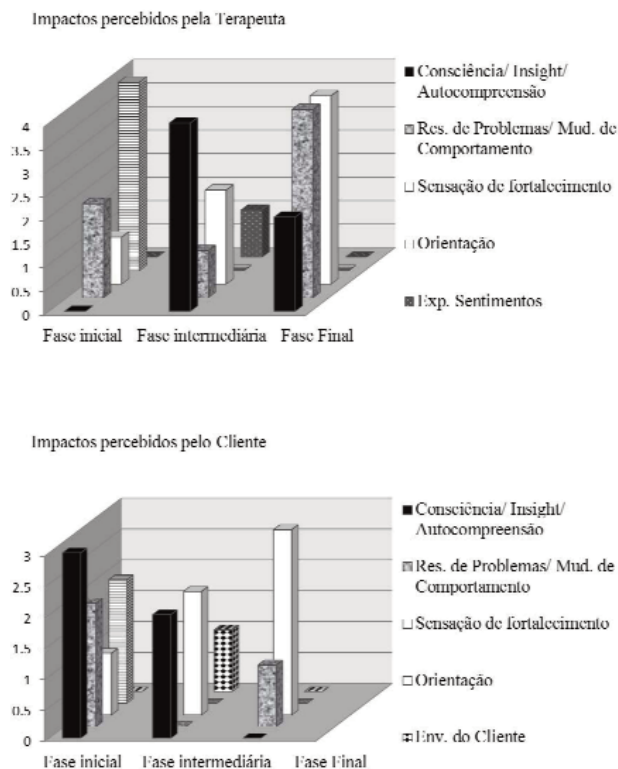 Impactos percebidos pela Terapeuta
Consciência/ Insight/
Autocompreensão
Res. de Problemas/ Mud. de
Comportamento
Sensação de fortalecimento
Orientação
Exp. Sentimentos
4
3.5
3
2.5
2
1.5
1
0.5
0
Fase inicial Fase intermediária Fase Final
Impactos percebidos pelo Cliente
Consciência/ Insight/
Autocompreensão
Res. de Problemas/ Mud. de
Comportamento
Sensação de fortalecimento
Orientação
Env. do Cliente
3
2.5
2
1.5
1
0.5
0
Fase inicial Fase intermediária Fase Final